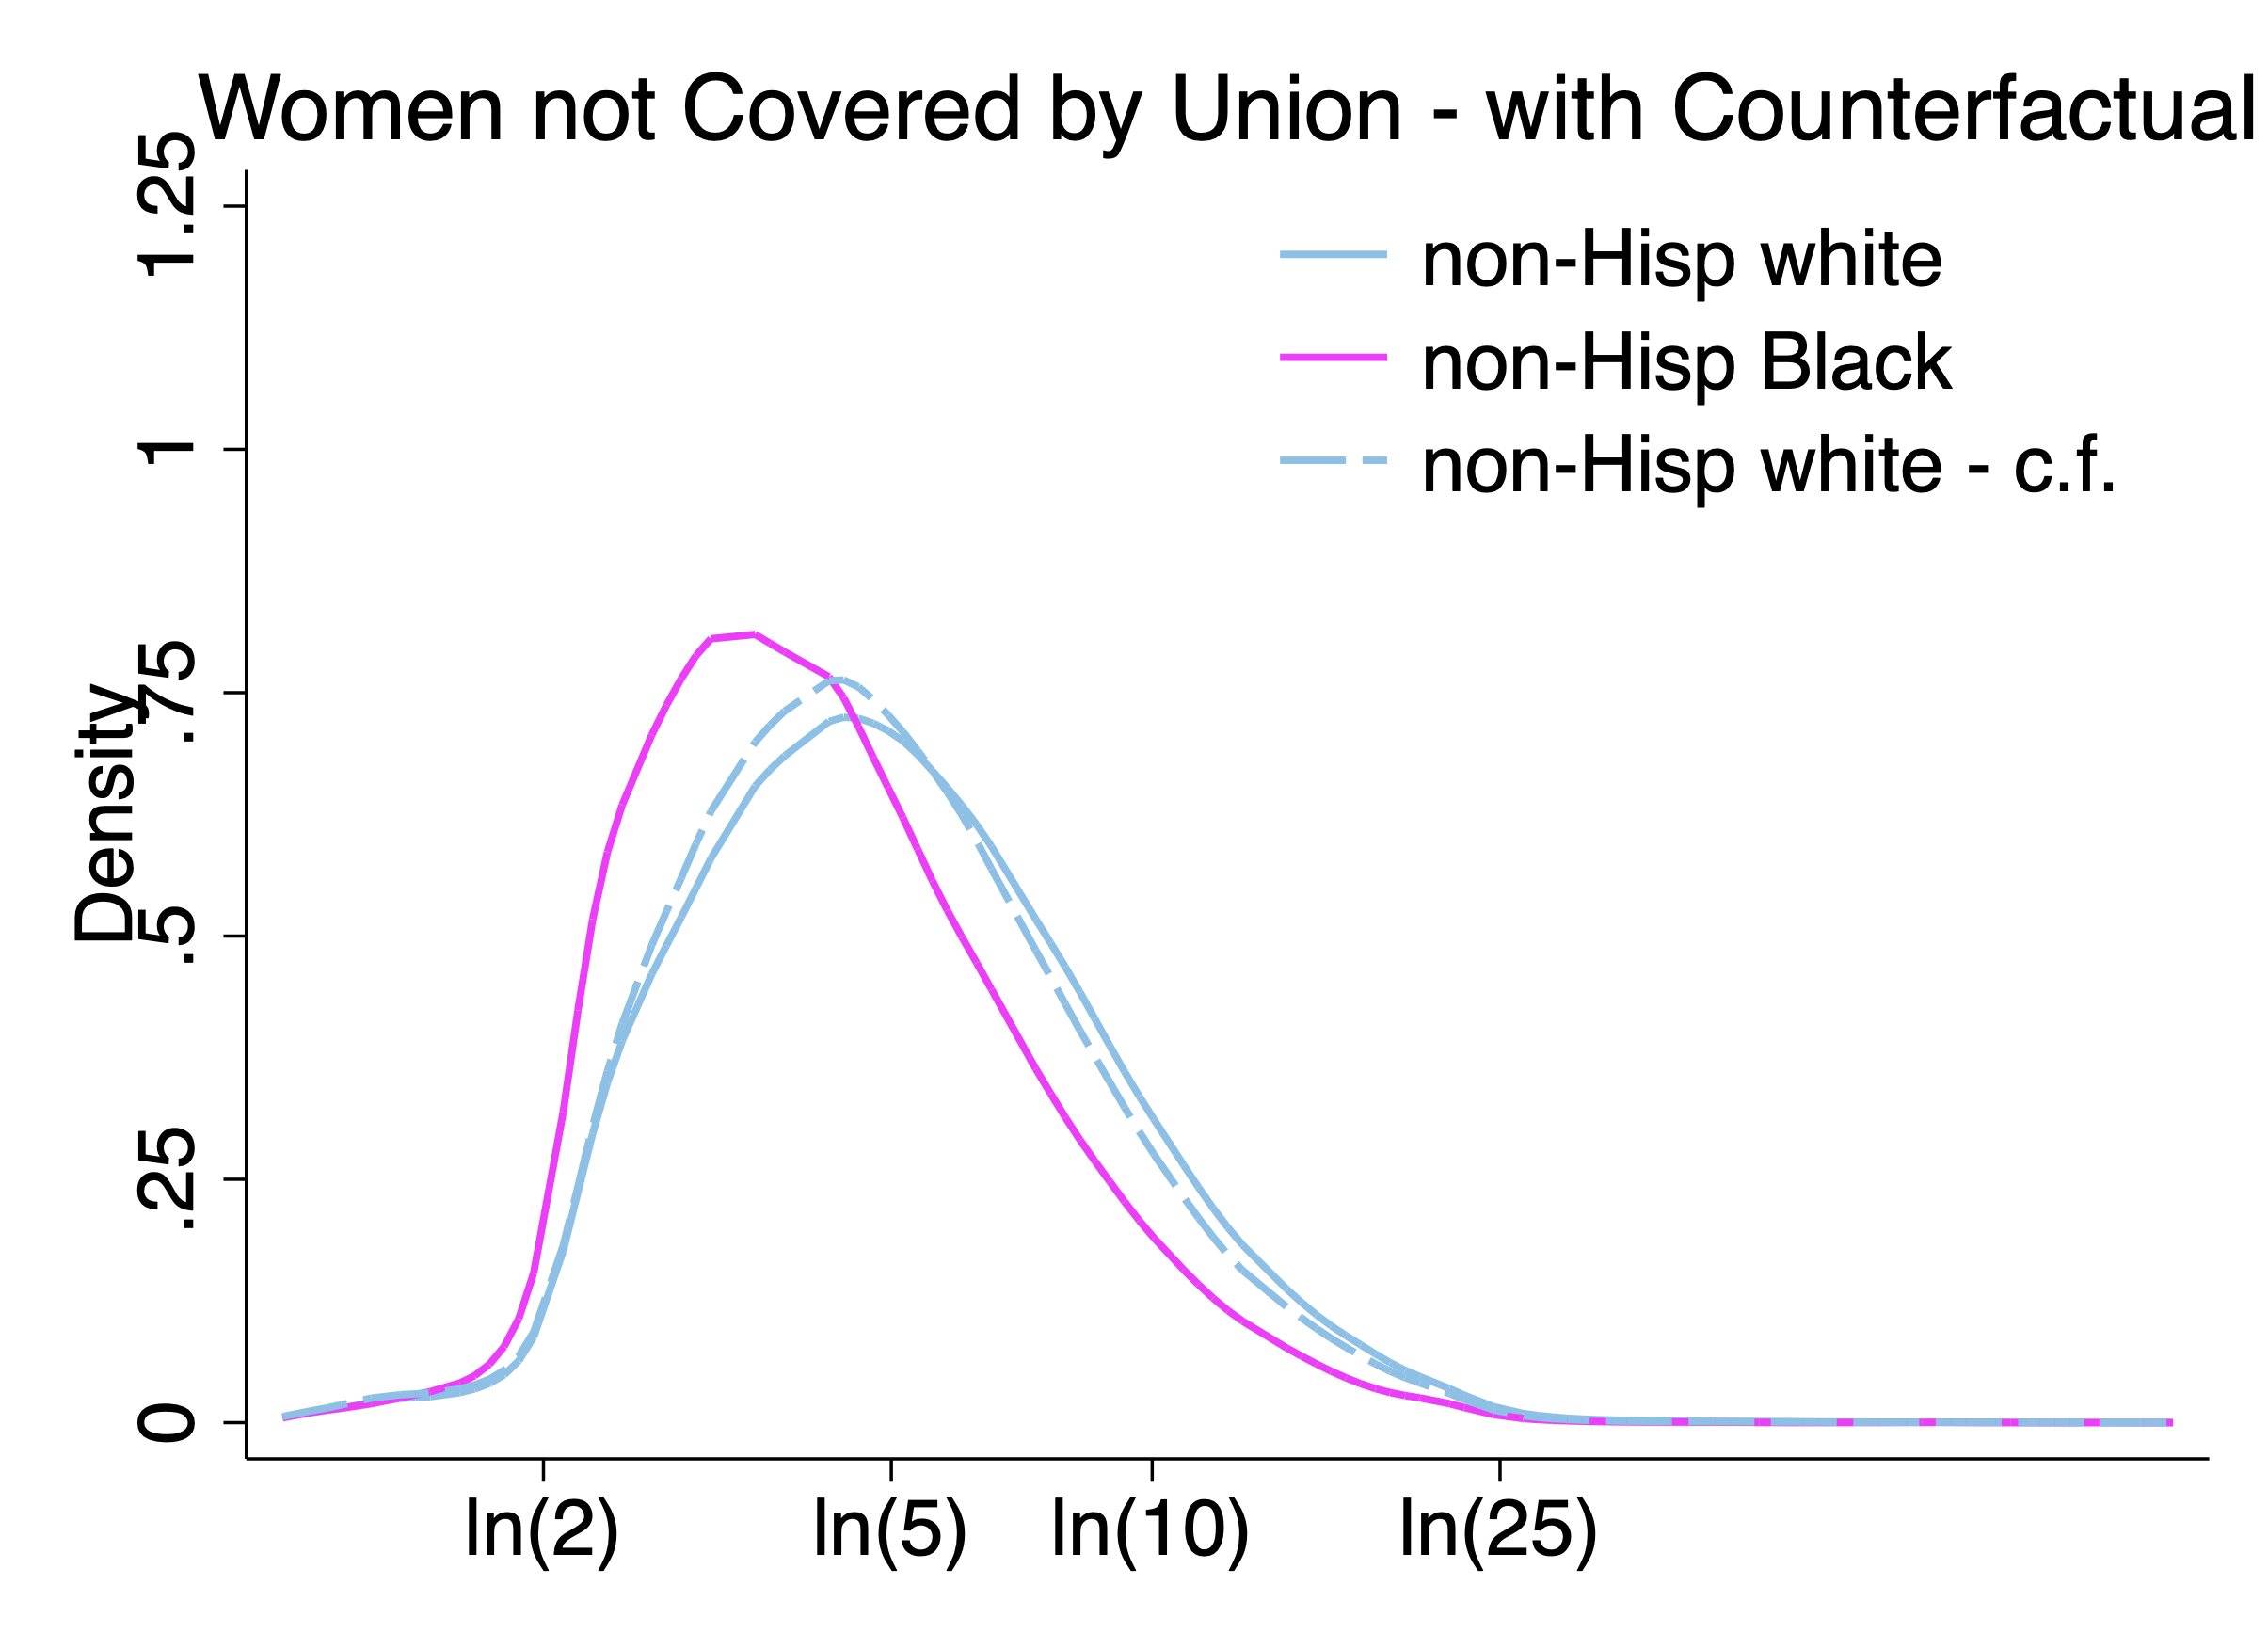 Women not Covered by Union - with Counterfactual
non-Hisp white
non-Hisp Black
non-Hisp white - c.f.
Density
1.25
1
.75
.5
.25
0
ln(2) ln(5) ln(10) ln(25)